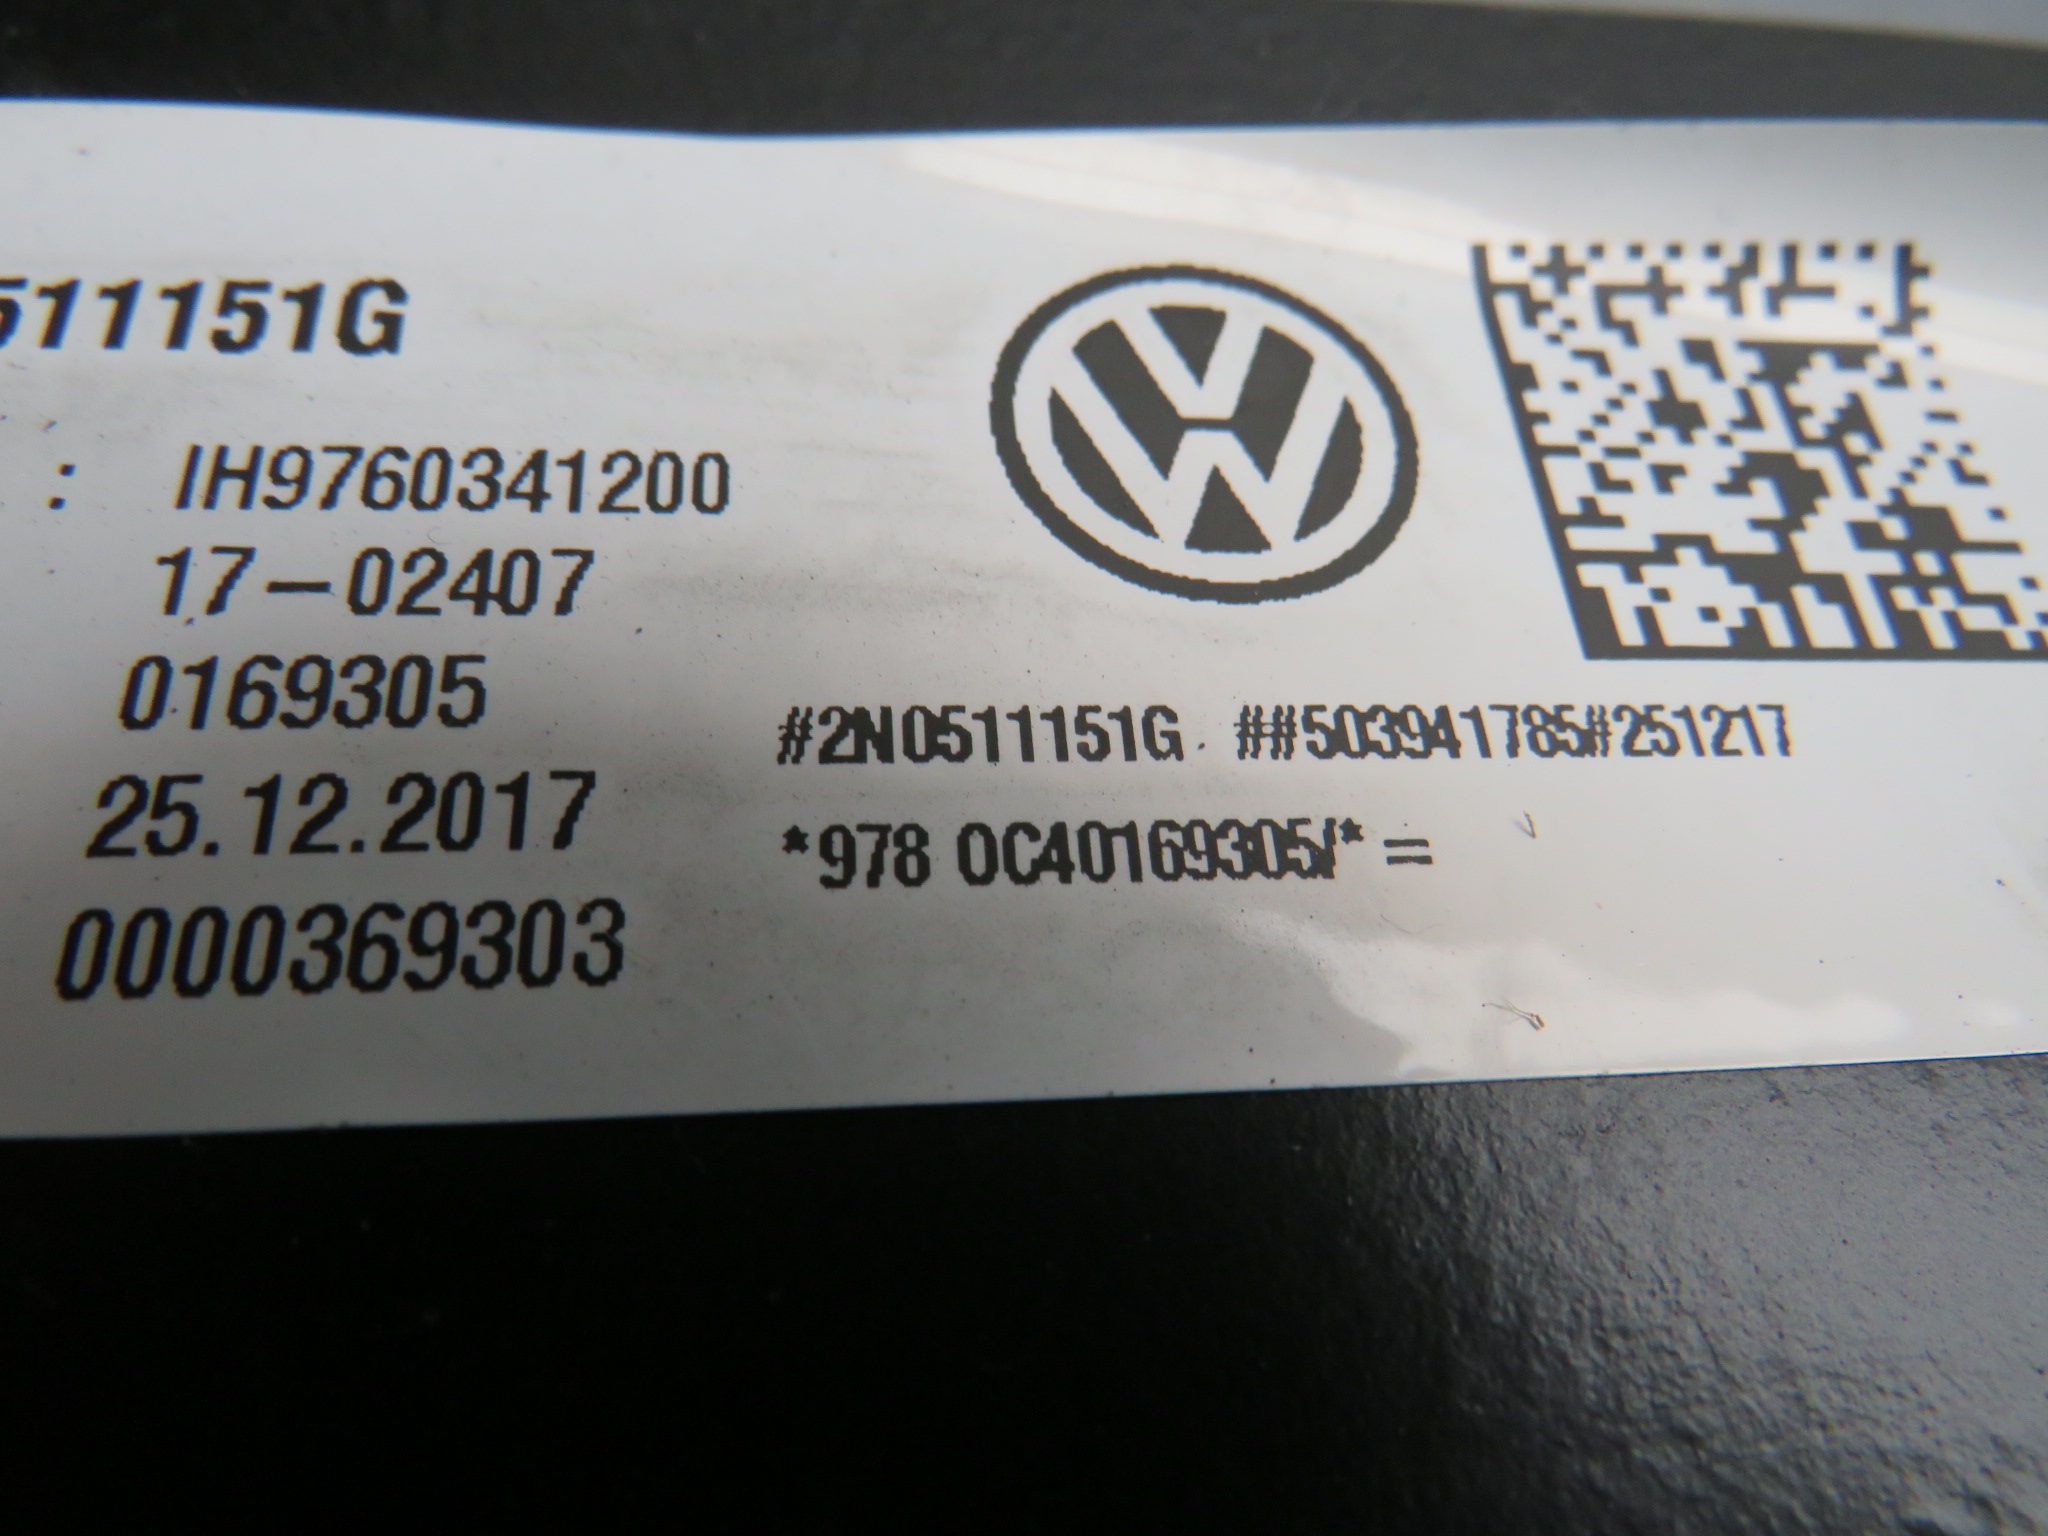 511151G
: IH9760341200
17-02407
0169305
25.12.2017
0000369303
#2N0511151G ##503941785#251217
*978 0C40169305/* =